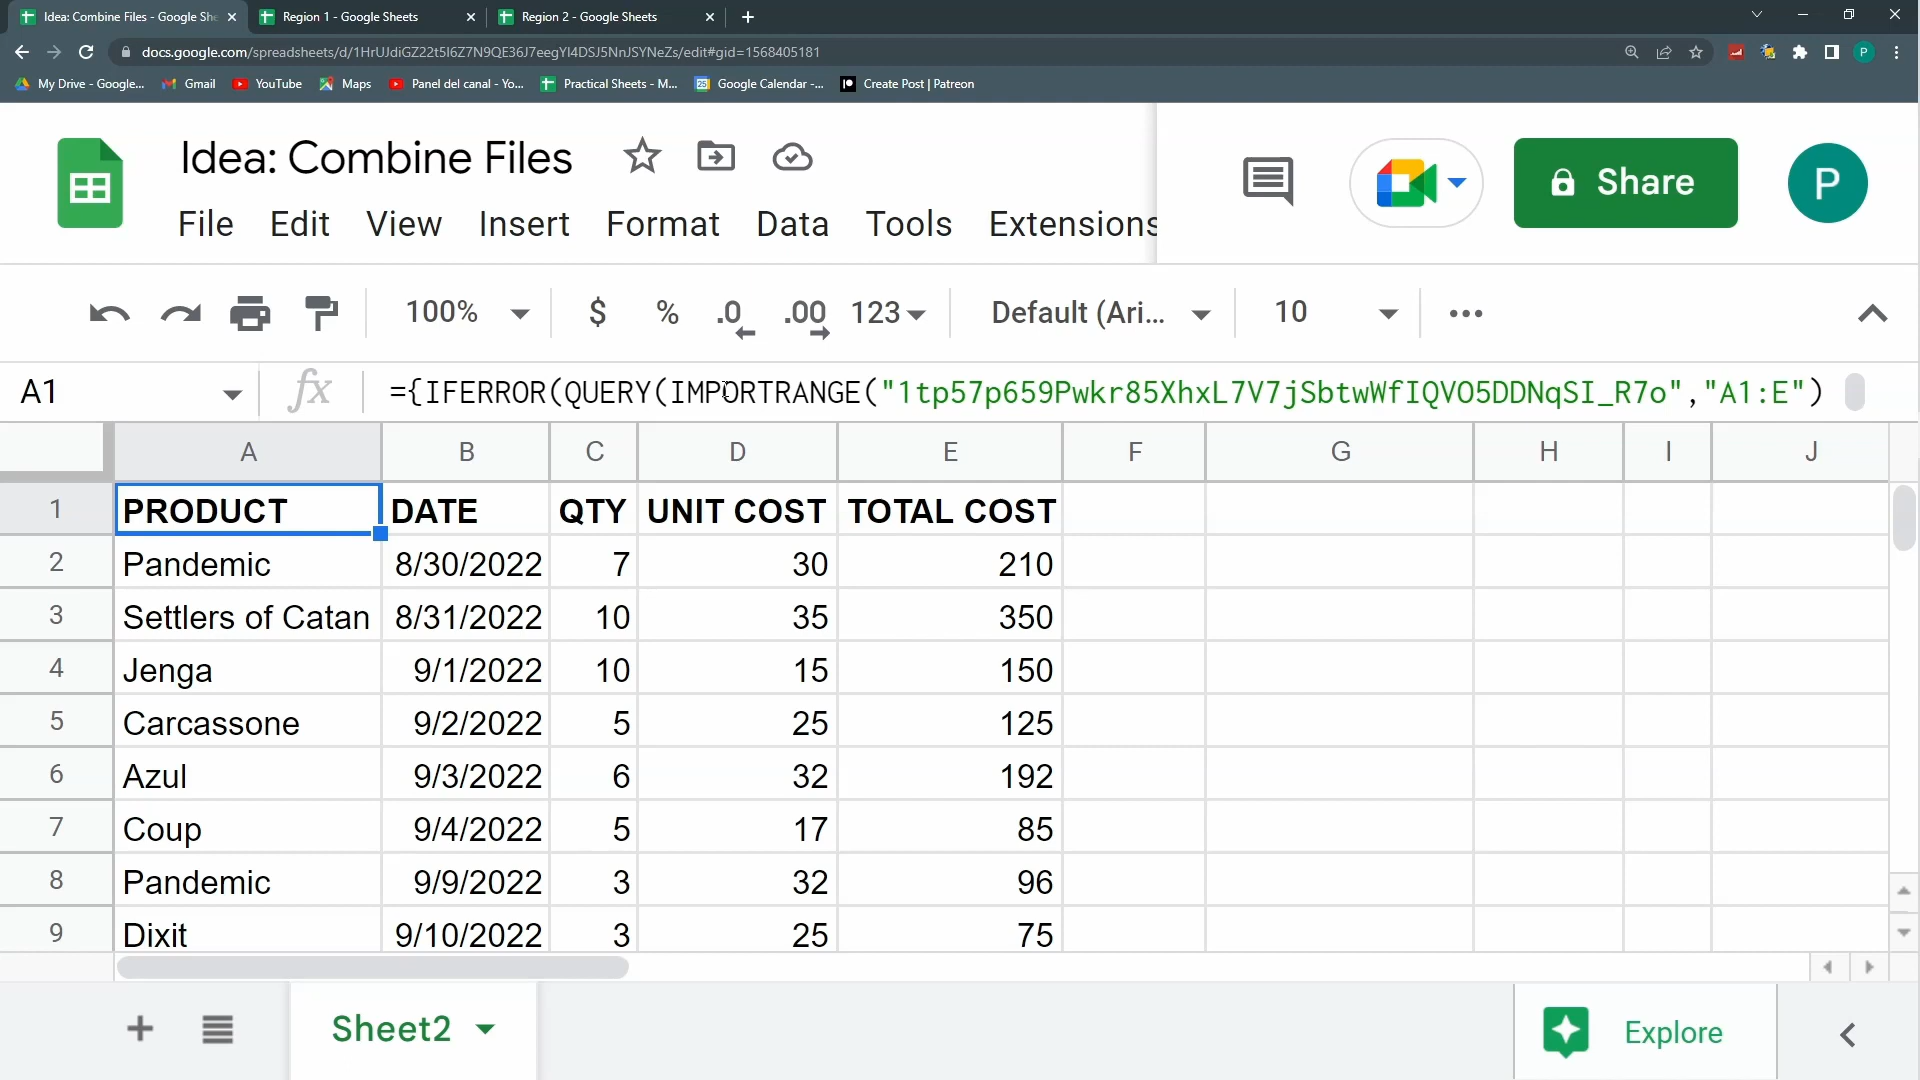 Idea: Combine Files - Google She
Region 1 - Google Sheets
Region 2 - Google Sheets
docs.google.com/spreadsheets/d/1HrUJdiGZ22t5I6Z7N9QE36J7eegYI4DSJ5NnJSYNeZs/edit#gid=1568405181
My Drive - Google... Gmail YouTube Maps Panel del canal - Yo... Practical Sheets - M... Google Calendar -... Create Post | Patreon
Idea: Combine Files
Share
P
File Edit View Insert Format Data Tools Extensions
100% $ % .0 .00 123 Default (Ari... 10
A1 fx ={IFERROR(QUERY(IMPORTRANGE("1tp57p659Pwkr85XhxL7V7jSbtwWfIQVO5DDNqSI_R7o","A1:E")
A B C D E F G H I J
1 PRODUCT DATE QTY UNIT COST TOTAL COST
2 Pandemic 8/30/2022 7 30 210
3 Settlers of Catan 8/31/2022 10 35 350
4 Jenga 9/1/2022 10 15 150
5 Carcassone 9/2/2022 5 25 125
6 Azul 9/3/2022 6 32 192
7 Coup 9/4/2022 5 17 85
8 Pandemic 9/9/2022 3 32 96
9 Dixit 9/10/2022 3 25 75
Sheet2
Explore